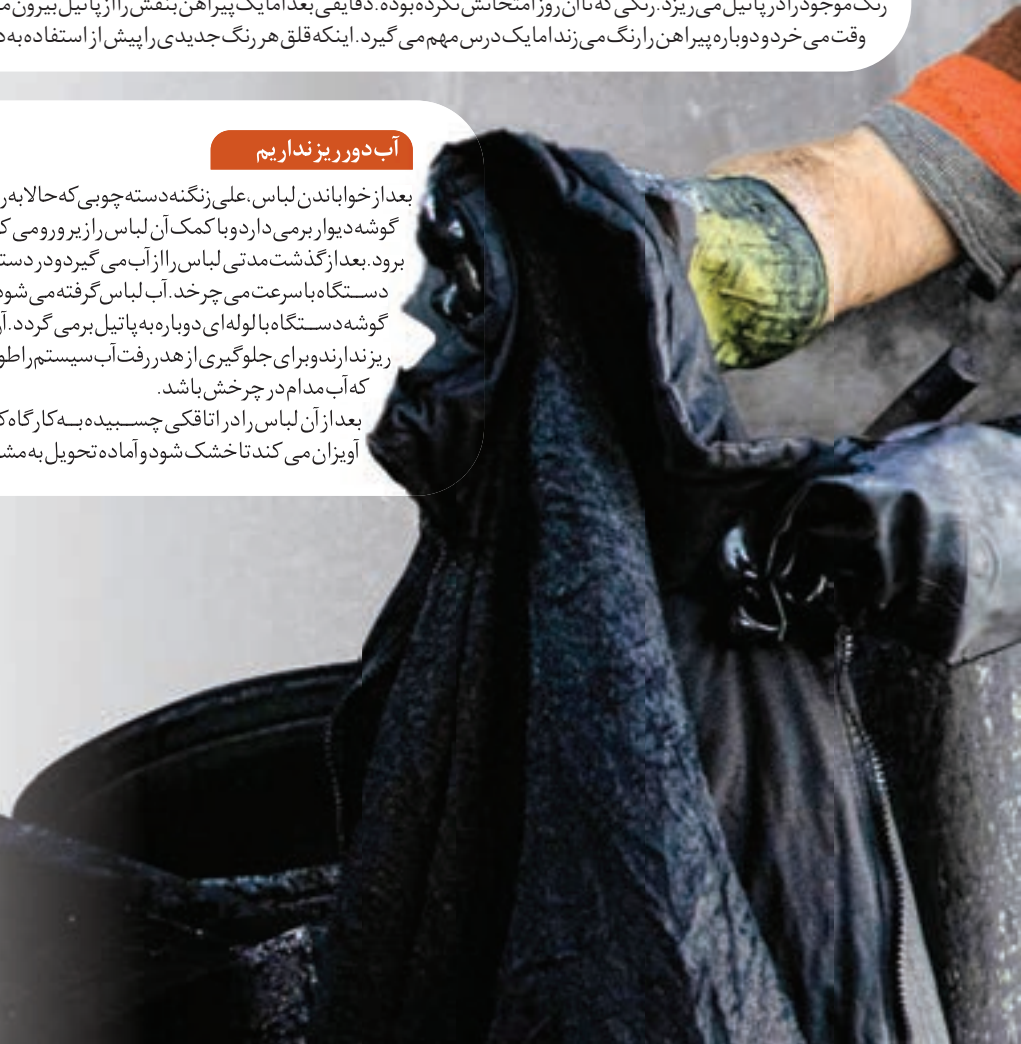 رنگ موجود را در پاتیل می‌ریزد. رنگی که تا آن روز امتحانش نکرده بوده. دقایقی بعد اما یک پیراهن بنفش را از پاتیل بیرون
وقت می‌خرد و دوباره پیراهن را رنگ می‌زند اما یک درس مهم می‌گیرد. اینکه قلق هر رنگ جدیدی را پیش از استفاده به
آب دور ریز نداریم
بعد از خواباندن لباس، علی زنگنه دسته چوبی که حالا به
گوشه دیوار برمی‌دارد و با کمک آن لباس را زیر و رو می
برود. بعد از گذشت مدتی لباس را از آب می‌گیرد و در
دستگاه با سرعت می‌چرخد. آب لباس گرفته می‌شود
گوشه دستگاه با لوله‌ای دوباره به پاتیل برمی‌گردد.
ریز ندارند و برای جلوگیری از هدر رفت آب سیستم را
که آب مدام در چرخش باشد.
بعد از آن لباس را در اتاقکی چسبیده به کارگاه
آویزان می‌کند تا خشک شود و آماده تحویل به